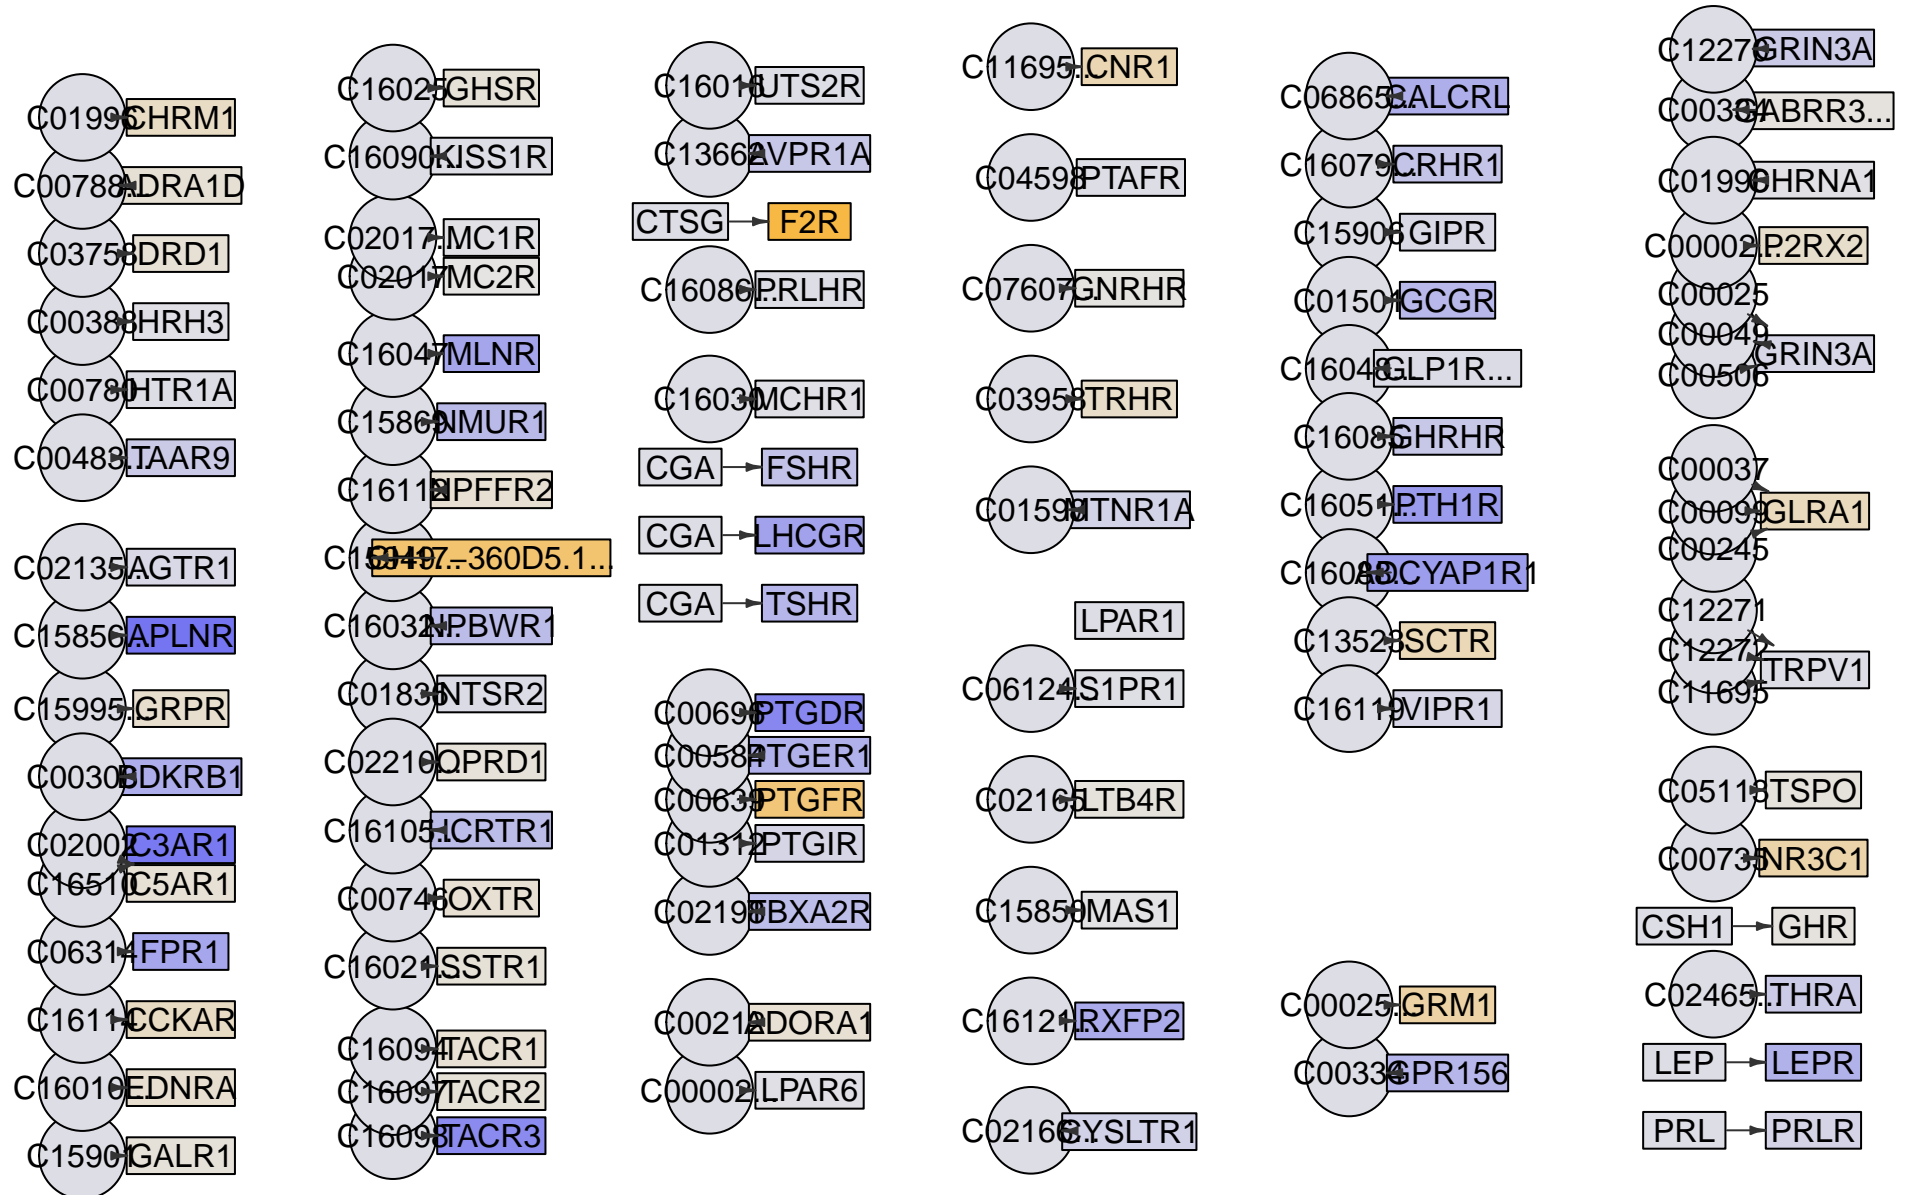 C01996 CHRM1
C00788... ADRA1D
C03758 DRD1
C00388 HRH3
C00780 HTR1A
C00483... TAAR9
C02135... AGTR1
C15856... APLNR
C15995... GRPR
C00306 BDKRB1
C02002 C3AR1
C16510 C5AR1
C06314 FPR1
C16114 CCKAR
C16010 EDNRA
C15901 GALR1
C16025 GHSR
C16090... KISS1R
C02017... MC1R
C02017 MC2R
C16047 MLNR
C15869 NMUR1
C16118 NPFFR2
CH17-360D5.1...
C16032... NPBWR1
C01836 NTSR2
C02210... OPRD1
C16105... HCRTR1
C00746 OXTR
C16021... SSTR1
C16094 TACR1
C16097 TACR2
C16098 TACR3
C16016 UTS2R
C13662 AVPR1A
CTSG F2R
C16086... PRLHR
C16030 MCHR1
CGA FSHR
CGA LHCGR
CGA TSHR
C00696 PTGDR
C00584 PTGER1
C00639 PTGFR
C01312 PTGIR
C02198 TBXA2R
C00212 ADORA1
C00002... LPAR6
C11695... CNR1
C04598 PTAFR
C07607... GNRHR
C03958 TRHR
C01598 MTNR1A
LPAR1
C06124... S1PR1
C02165 LTB4R
C15850 MAS1
C16121... RXFP2
C02166... CYSLTR1
C06865... CALCRL
C16079... CRHR1
C15906 GIPR
C01501 GCGR
C16048... GLP1R...
C16085 GHRHR
C16051... PTH1R
ADCYAP1R1
C13523 SCTR
C16119 VIPR1
C00025... GRM1
C00334 GPR156
C12270 GRIN3A
C00334 GABRR3...
C01996 CHRNA1
C00002... P2RX2
C00025
C00049
GRIN3A
C00506
C00037
C00099 GLRA1
C00245
C12271
C12272
TRPV1
C11695
C05113 TSPO
C00735 NR3C1
CSH1 GHR
C02465... THRA
LEP LEPR
PRL PRLR